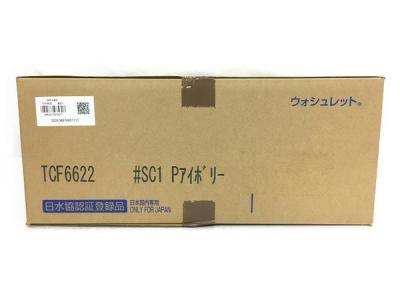 ウォシュレット®
TCF6622 #SC1 Pｱｲﾎﾞﾘｰ
日水協認証登録品
日本国内専用
ONLY FOR JAPAN